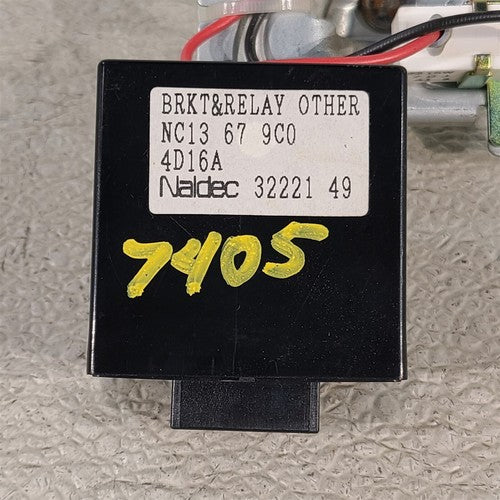 BRKT&RELAY OTHER
NC13 67 9C0
4D16A
Naldec 32221 49
7405